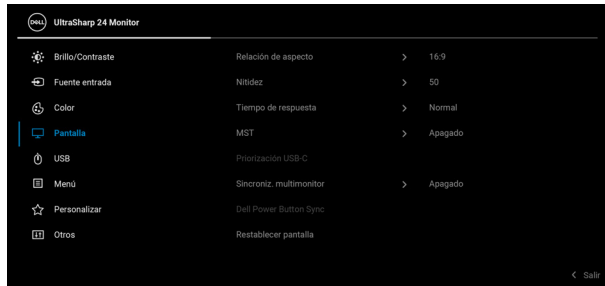 DELL UltraSharp 24 Monitor
Brillo/Contraste Relación de aspecto > 16:9
Fuente entrada Nitidez > 50
Color Tiempo de respuesta > Normal
Pantalla MST > Apagado
USB Priorización USB-C
Menú Sincroniz. multimonitor > Apagado
Personalizar Dell Power Button Sync
Otros Restablecer pantalla
< Salir